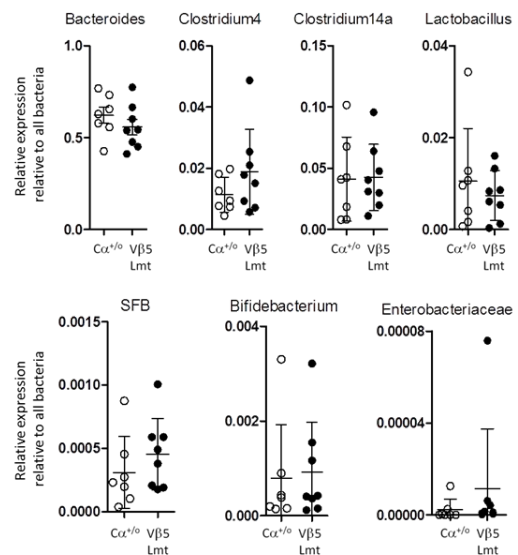 Bacteroides Clostridium4 Clostridium14a Lactobacillus
Relative expression
relative to all bacteria
1.0
0.5
0.0
0.06
0.04
0.02
0.00
0.15
0.10
0.05
0.00
0.04
0.02
0.00
Cα+/o Vβ5 Cα+/o Vβ5 Cα+/o Vβ5 Cα+/o Vβ5
Lmt Lmt Lmt Lmt
SFB Bifidebacterium Enterobacteriaceae
Relative expression
relative to all bacteria
0.0015
0.0010
0.0005
0.0000
0.004
0.002
0.000
0.00008
0.00004
0.00000
Cα+/o Vβ5 Cα+/o Vβ5 Cα+/o Vβ5
Lmt Lmt Lmt